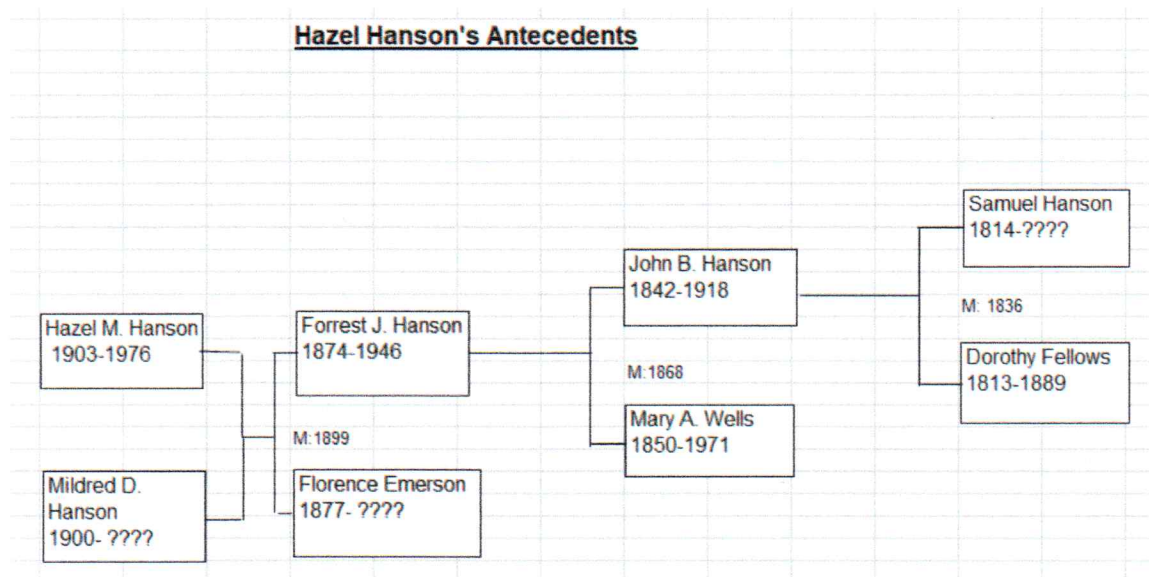 Hazel Hanson's Antecedents
Samuel Hanson
1814-????
John B. Hanson
1842-1918
M: 1836
Hazel M. Hanson
1903-1976
Forrest J. Hanson
1874-1946
Dorothy Fellows
1813-1889
M:1868
Mary A. Wells
1850-1971
M:1899
Mildred D.
Hanson
1900- ????
Florence Emerson
1877- ????